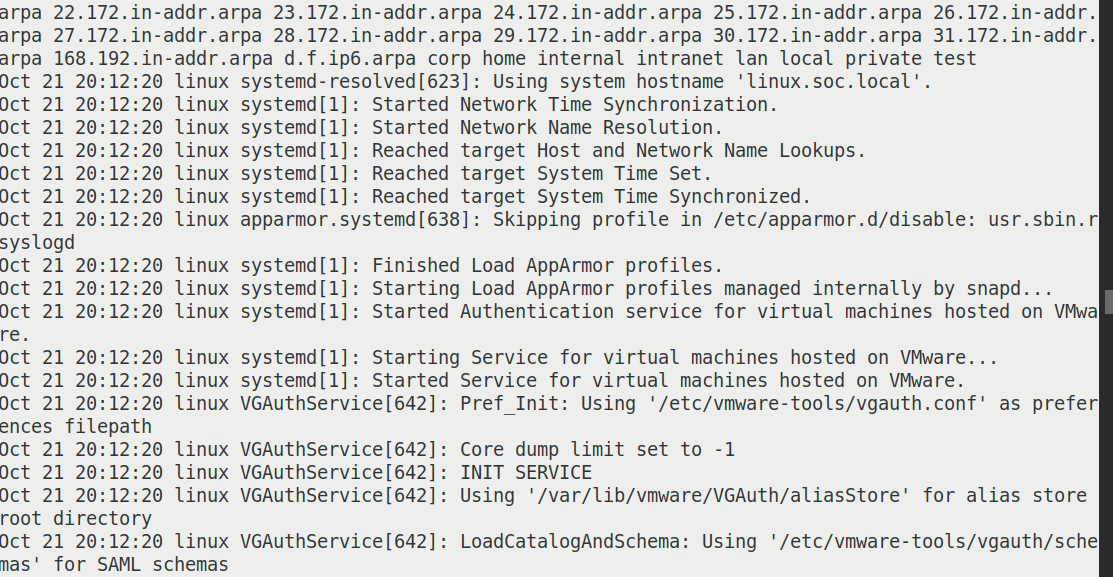 arpa 22.172.in-addr.arpa 23.172.in-addr.arpa 24.172.in-addr.arpa 25.172.in-addr.arpa 26.172.in-addr.
arpa 27.172.in-addr.arpa 28.172.in-addr.arpa 29.172.in-addr.arpa 30.172.in-addr.arpa 31.172.in-addr.
arpa 168.192.in-addr.arpa d.f.ip6.arpa corp home internal intranet lan local private test
Oct 21 20:12:20 linux systemd-resolved[623]: Using system hostname 'linux.soc.local'.
Oct 21 20:12:20 linux systemd[1]: Started Network Time Synchronization.
Oct 21 20:12:20 linux systemd[1]: Started Network Name Resolution.
Oct 21 20:12:20 linux systemd[1]: Reached target Host and Network Name Lookups.
Oct 21 20:12:20 linux systemd[1]: Reached target System Time Set.
Oct 21 20:12:20 linux systemd[1]: Reached target System Time Synchronized.
Oct 21 20:12:20 linux apparmor.systemd[638]: Skipping profile in /etc/apparmor.d/disable: usr.sbin.r
syslogd
Oct 21 20:12:20 linux systemd[1]: Finished Load AppArmor profiles.
Oct 21 20:12:20 linux systemd[1]: Starting Load AppArmor profiles managed internally by snapd...
Oct 21 20:12:20 linux systemd[1]: Started Authentication service for virtual machines hosted on VMwa
re.
Oct 21 20:12:20 linux systemd[1]: Starting Service for virtual machines hosted on VMware...
Oct 21 20:12:20 linux systemd[1]: Started Service for virtual machines hosted on VMware.
Oct 21 20:12:20 linux VGAuthService[642]: Pref_Init: Using '/etc/vmware-tools/vgauth.conf' as prefer
ences filepath
Oct 21 20:12:20 linux VGAuthService[642]: Core dump limit set to -1
Oct 21 20:12:20 linux VGAuthService[642]: INIT SERVICE
Oct 21 20:12:20 linux VGAuthService[642]: Using '/var/lib/vmware/VGAuth/aliasStore' for alias store
root directory
Oct 21 20:12:20 linux VGAuthService[642]: LoadCatalogAndSchema: Using '/etc/vmware-tools/vgauth/sche
mas' for SAML schemas